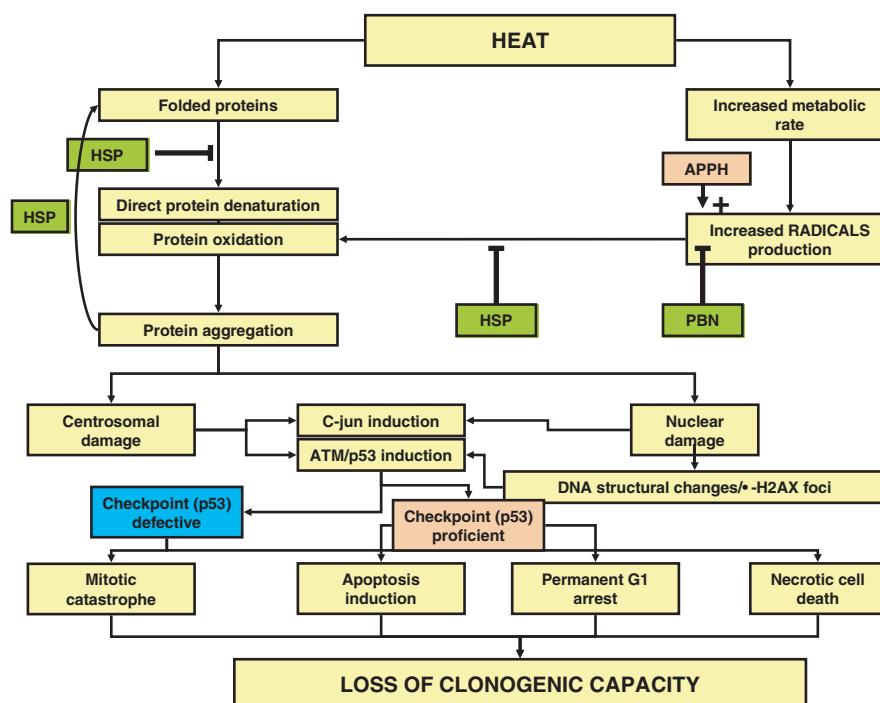 HEAT
Folded proteins
Increased metabolic
rate
HSP
APPH
HSP
Direct protein denaturation
+
Protein oxidation
Increased RADICALS
production
HSP
PBN
Protein aggregation
Centrosomal
damage
C-jun induction
Nuclear
damage
ATM/p53 induction
DNA structural changes/•-H2AX foci
Checkpoint (p53)
defective
Checkpoint (p53)
proficient
Mitotic
catastrophe
Apoptosis
induction
Permanent G1
arrest
Necrotic cell
death
LOSS OF CLONOGENIC CAPACITY